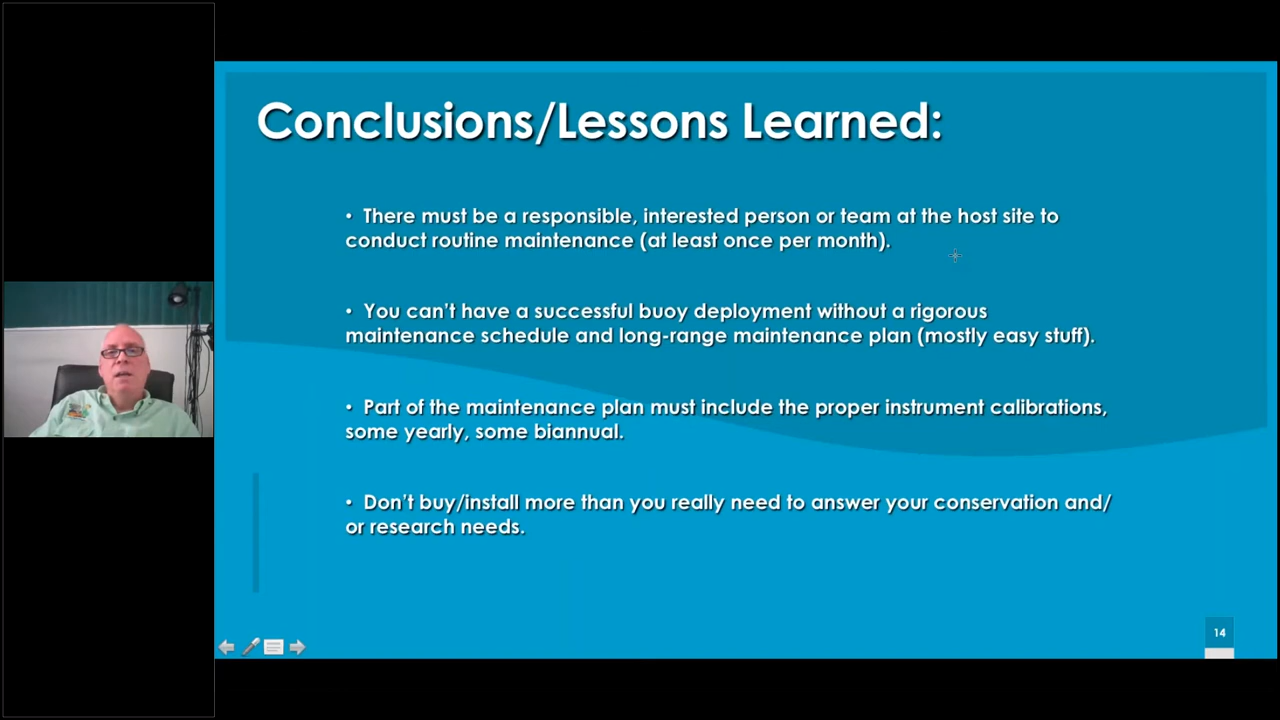 Conclusions/Lessons Learned:
• There must be a responsible, interested person or team at the host site to
conduct routine maintenance (at least once per month).
• You can’t have a successful buoy deployment without a rigorous
maintenance schedule and long-range maintenance plan (mostly easy stuff).
• Part of the maintenance plan must include the proper instrument calibrations,
some yearly, some biannual.
• Don’t buy/install more than you really need to answer your conservation and/
or research needs.
14